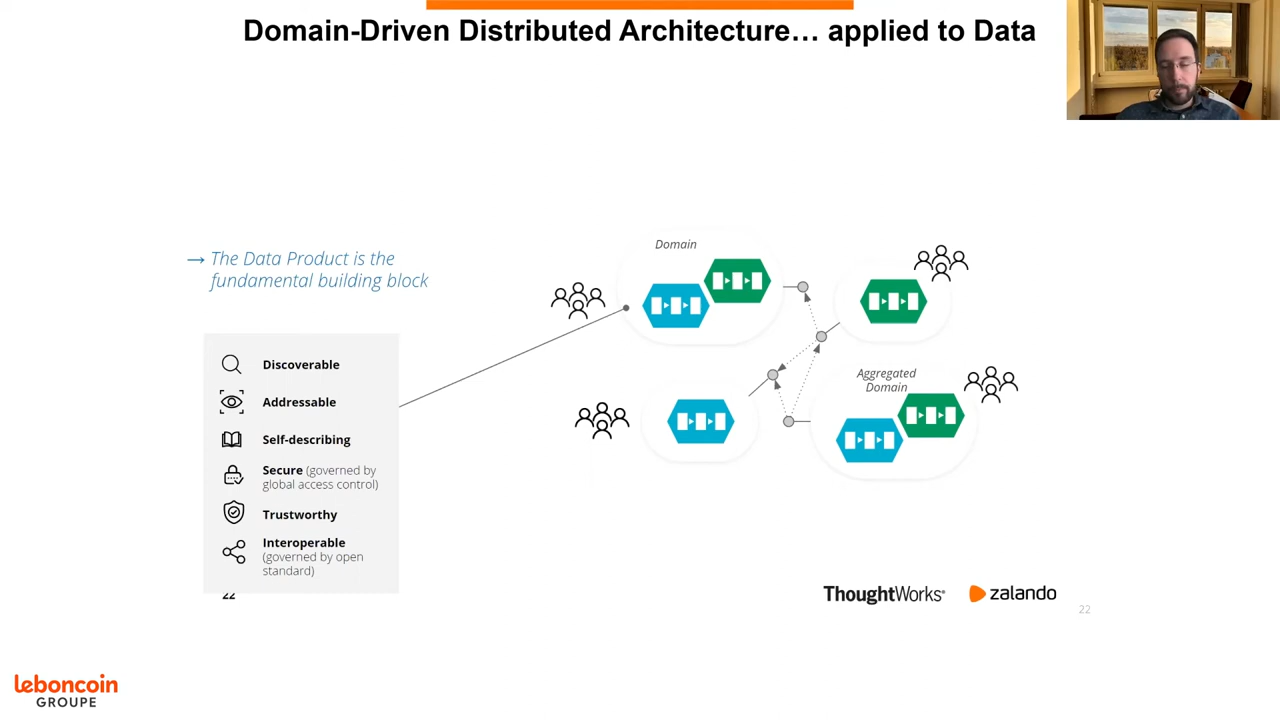 Domain-Driven Distributed Architecture… applied to Data
→ The Data Product is the
fundamental building block
Discoverable
Addressable
Self-describing
Secure (governed by
global access control)
Trustworthy
Interoperable
(governed by open
standard)
22
Domain
Aggregated
Domain
ThoughtWorks®
zalando
22
leboncoin
GROUPE